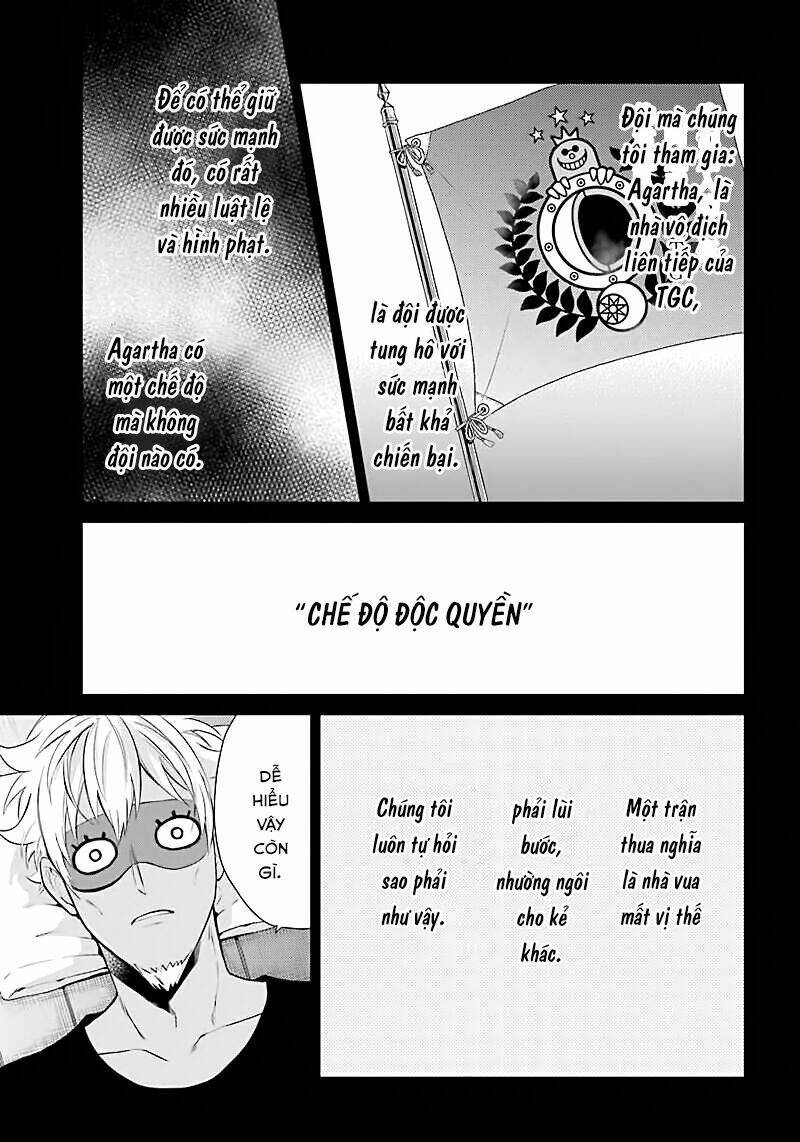 Đội mà chúng
tôi tham gia:
Agartha, là
nhà vô địch
liên tiếp của
TGC,
là đội được
tung hô với
sức mạnh
bất khả
chiến bại.
Để có thể giữ
được sức mạnh
đó, có rất
nhiều luật lệ
và hình phạt.
Agartha có
một chế độ
mà không
đội nào có.
“CHẾ ĐỘ ĐỘC QUYỀN”
Một trận
thua nghĩa
là nhà vua
mất vị thế
phải lùi
bước,
nhường ngôi
cho kẻ
khác.
Chúng tôi
luôn tự hỏi
sao phải
như vậy.
DỄ
HIỂU
VẬY
CÒN
GÌ.